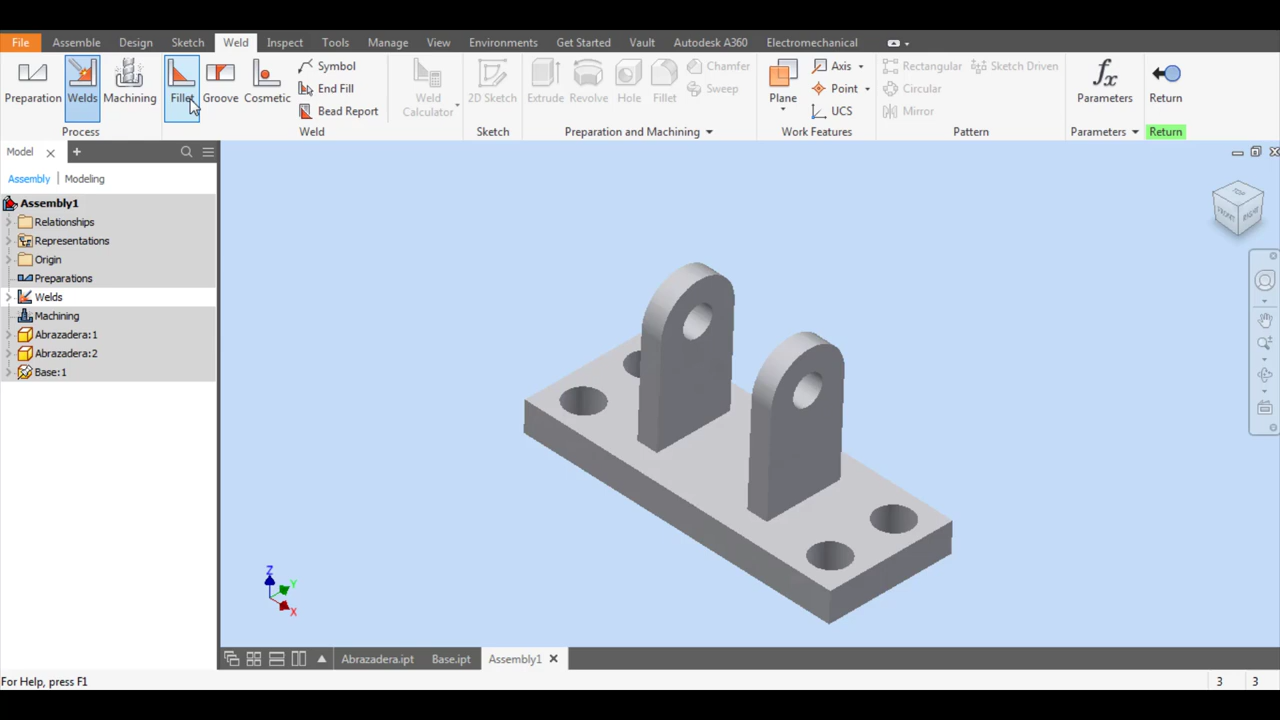 File Assemble Design Sketch Weld Inspect Tools Manage View Environments Get Started Vault Autodesk A360 Electromechanical
Preparation Welds Machining
Fillet Groove Cosmetic
Symbol
End Fill
Bead Report
Weld Calculator
2D Sketch
Extrude Revolve Hole Fillet
Chamfer
Sweep
Plane
Axis
Point
UCS
Rectangular Sketch Driven
Circular
Mirror
Parameters
Return
Process Weld Sketch Preparation and Machining Work Features Pattern Parameters Return
Model
Assembly Modeling
Assembly1
Relationships
Representations
Origin
Preparations
Welds
Machining
Abrazadera:1
Abrazadera:2
Base:1
TOP
FRONT RIGHT
Z
Y
X
Abrazadera.ipt Base.ipt Assembly1
For Help, press F1
3 3